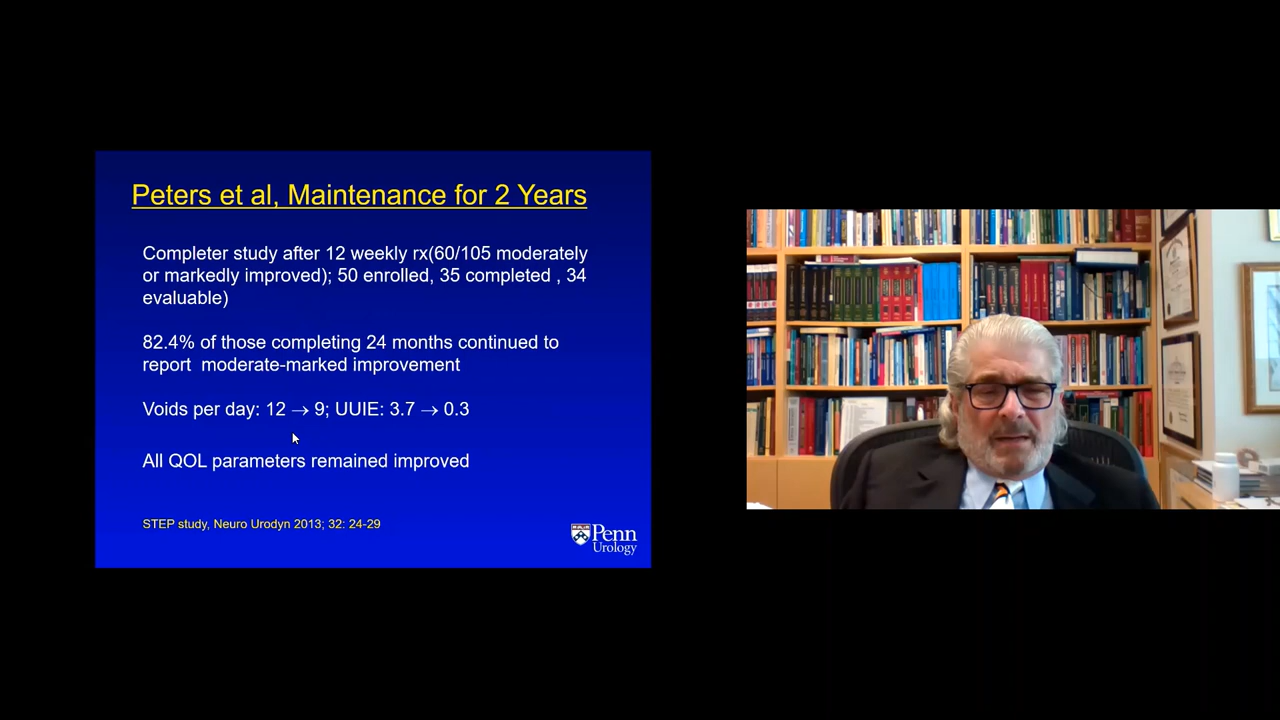 Peters et al, Maintenance for 2 Years
Completer study after 12 weekly rx(60/105 moderately
or markedly improved); 50 enrolled, 35 completed , 34
evaluable)
82.4% of those completing 24 months continued to
report  moderate-marked improvement
Voids per day: 12 → 9; UUIE: 3.7 → 0.3
All QOL parameters remained improved
STEP study, Neuro Urodyn 2013; 32: 24-29
Penn
Urology